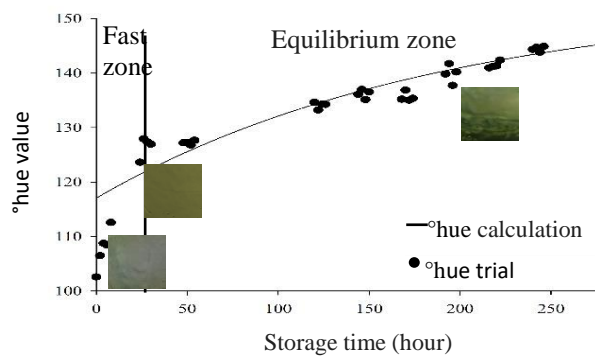 Fast
zone
Equilibrium zone
150
140
130
120
110
100
°hue value
°hue calculation
°hue trial
0
50
100
150
200
250
Storage time (hour)